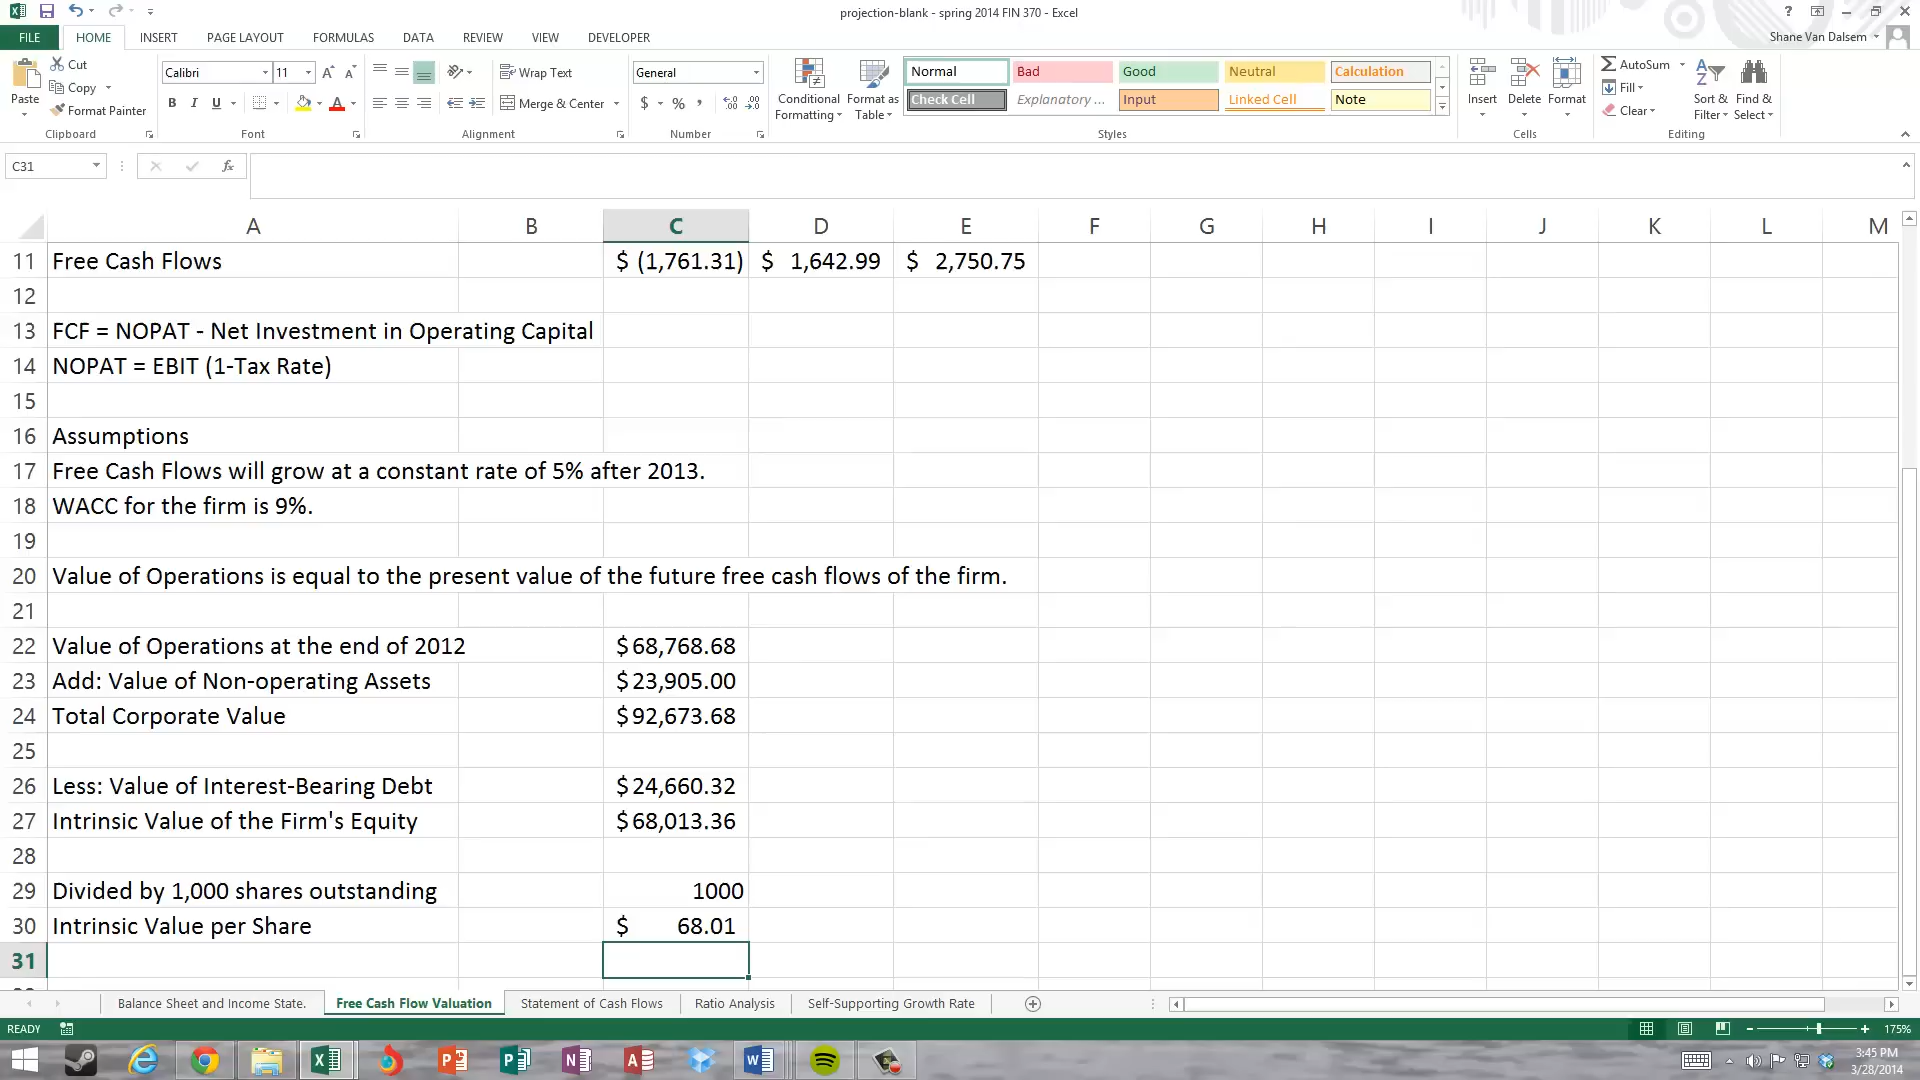 projection-blank - spring 2014 FIN 370 - Excel
FILE HOME INSERT PAGE LAYOUT FORMULAS DATA REVIEW VIEW DEVELOPER Shane Van Dalsem
Paste Cut Copy Format Painter Clipboard
Calibri 11 B I U A Font
Wrap Text Merge & Center Alignment
General $ % Number
Conditional Formatting Format as Table
Normal Bad Good Neutral Calculation
Check Cell Explanatory ... Input Linked Cell Note Styles
Insert Delete Format Cells
AutoSum Fill Clear Sort & Filter Find & Select Editing
C31 fx
A B C D E F G H I J K L M
11 Free Cash Flows $ (1,761.31) $ 1,642.99 $ 2,750.75
12
13 FCF = NOPAT - Net Investment in Operating Capital
14 NOPAT = EBIT (1-Tax Rate)
15
16 Assumptions
17 Free Cash Flows will grow at a constant rate of 5% after 2013.
18 WACC for the firm is 9%.
19
20 Value of Operations is equal to the present value of the future free cash flows of the firm.
21
22 Value of Operations at the end of 2012 $68,768.68
23 Add: Value of Non-operating Assets $23,905.00
24 Total Corporate Value $92,673.68
25
26 Less: Value of Interest-Bearing Debt $24,660.32
27 Intrinsic Value of the Firm's Equity $68,013.36
28
29 Divided by 1,000 shares outstanding 1000
30 Intrinsic Value per Share $ 68.01
31
Balance Sheet and Income State. Free Cash Flow Valuation Statement of Cash Flows Ratio Analysis Self-Supporting Growth Rate
READY 175%
3:45 PM
3/28/2014